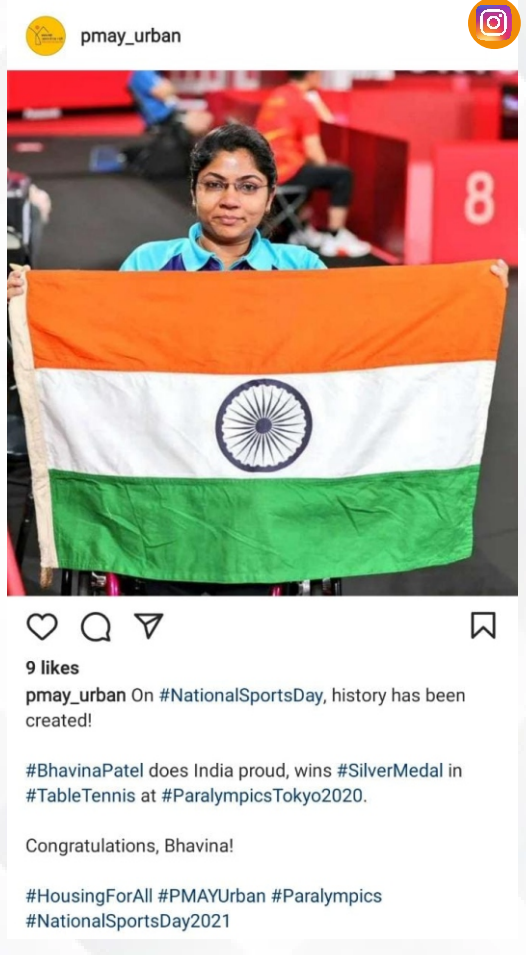 pmay_urban
8
9 likes
pmay_urban On #NationalSportsDay, history has been
created!
#BhavinaPatel does India proud, wins #SilverMedal in
#TableTennis at #ParalympicsTokyo2020.
Congratulations, Bhavina!
#HousingForAll #PMAYUrban #Paralympics
#NationalSportsDay2021